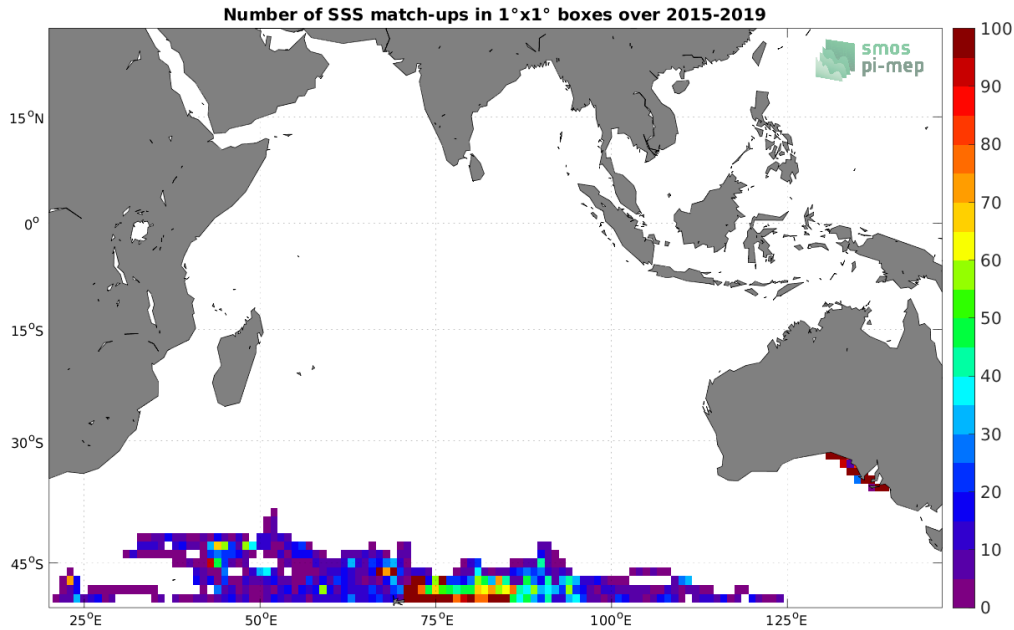 Number of SSS match-ups in 1°x1° boxes over 2015-2019
smos
pi-mep
100
90
80
70
60
50
40
30
20
10
0
15°N
0°
15°S
30°S
45°S
25°E
50°E
75°E
100°E
125°E